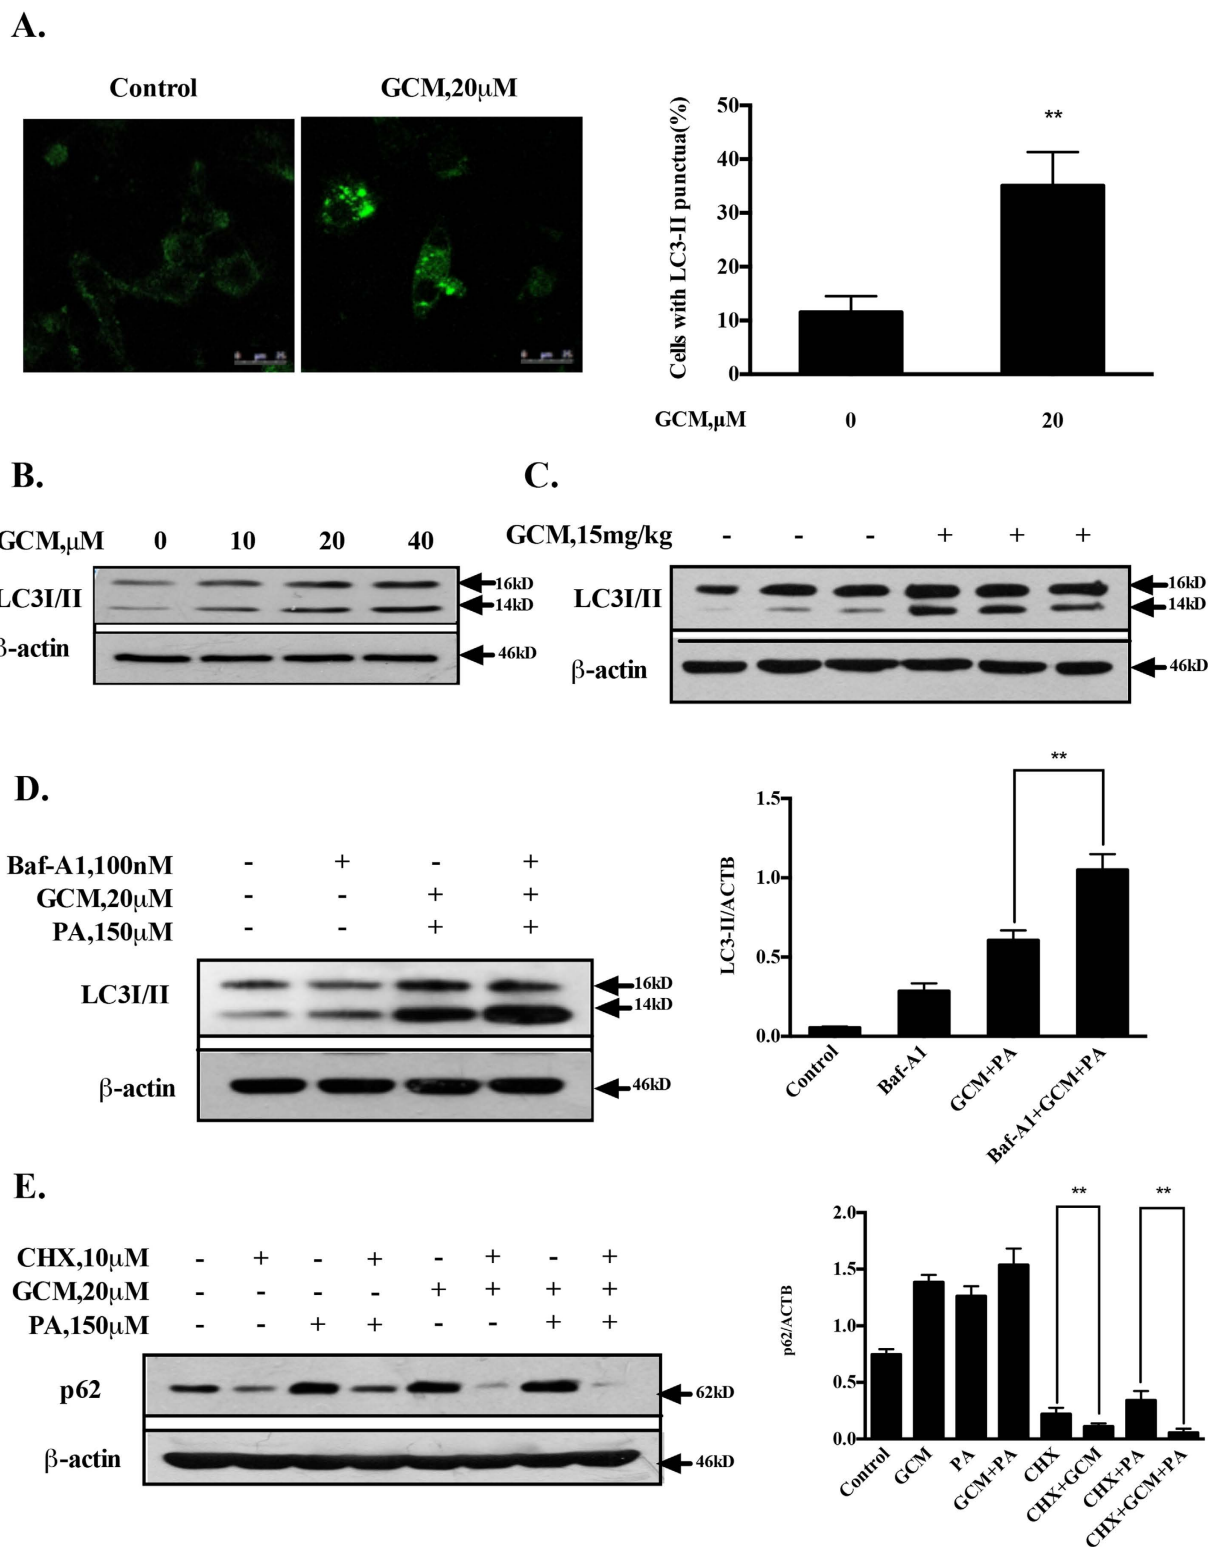 A.
Control
GCM,20μM
Cells with LC3-II punctua(%)
50
40
30
20
10
0
**
GCM,μM 0 20
B.
GCM,μM 0 10 20 40
LC3I/II
16kD
14kD
β-actin
46kD
C.
GCM,15mg/kg - - - + + +
LC3I/II
16kD
14kD
β-actin
46kD
D.
Baf-A1,100nM - + - +
GCM,20μM - - + +
PA,150μM - - + +
LC3I/II
16kD
14kD
β-actin
46kD
LC3-II/ACTB
1.5
1.0
0.5
0.0
**
Control
Baf-A1
GCM+PA
Baf-A1+GCM+PA
E.
CHX,10μM - + - + - + - +
GCM,20μM - - - - + + + +
PA,150μM - - + + - - + +
p62
62kD
β-actin
46kD
p62/ACTB
2.0
1.5
1.0
0.5
0.0
** **
Control
GCM
PA
GCM+PA
CHX
CHX+GCM
CHX+PA
CHX+GCM+PA